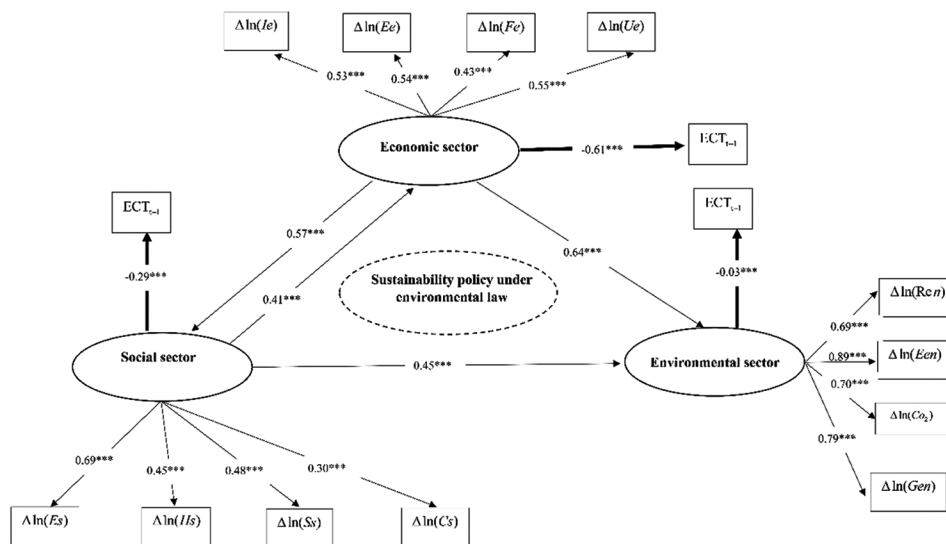 Δln(Ie)
Δln(Ee)
Δln(Fe)
Δln(Ue)
0.53***
0.54***
0.43***
0.55***
Economic sector
-0.61***
ECTt–1
ECTt–1
ECTt–1
0.57***
0.64***
-0.29***
0.41***
Sustainability policy under
environmental law
-0.03***
Δln(Ren)
0.69***
Social sector
0.45***
Environmental sector
0.89***
Δln(Een)
0.70***
Δln(Co₂)
0.79***
Δln(Gen)
0.69***
0.45***
0.48***
0.30***
Δln(Es)
Δln(Hs)
Δln(Ss)
Δln(Cs)